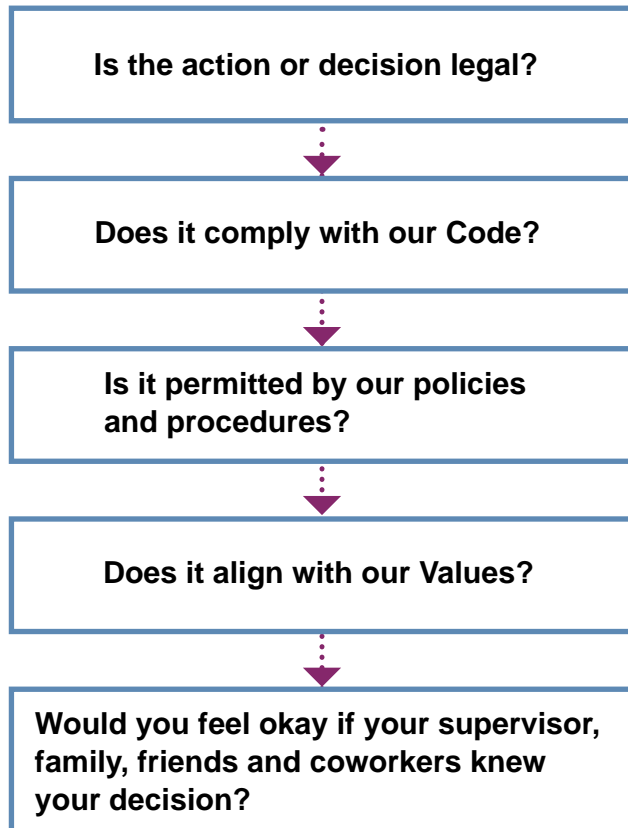 Is the action or decision legal?
Does it comply with our Code?
Is it permitted by our policies
and procedures?
Does it align with our Values?
Would you feel okay if your supervisor,
family, friends and coworkers knew
your decision?